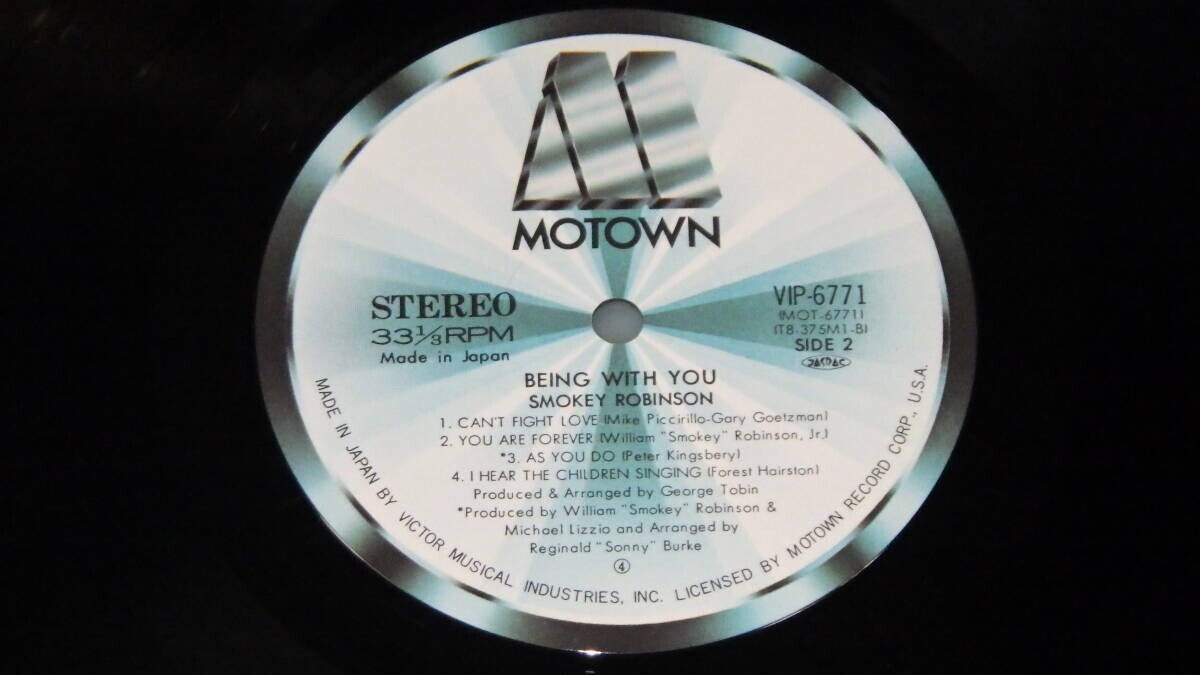 MOTOWN
STEREO
33⅓RPM
Made in Japan
VIP-6771
(MOT-6771)
(T8-375M1-B)
SIDE 2
JASRAC
BEING WITH YOU
SMOKEY ROBINSON
1. CAN'T FIGHT LOVE (Mike Piccirillo-Gary Goetzman)
2. YOU ARE FOREVER (William "Smokey" Robinson, Jr.)
*3. AS YOU DO (Peter Kingsbery)
4. I HEAR THE CHILDREN SINGING (Forest Hairston)
Produced & Arranged by George Tobin
*Produced by William "Smokey" Robinson &
Michael Lizzio and Arranged by
Reginald "Sonny" Burke
④
MADE IN JAPAN BY VICTOR MUSICAL INDUSTRIES, INC. LICENSED BY MOTOWN RECORD CORP., U.S.A.